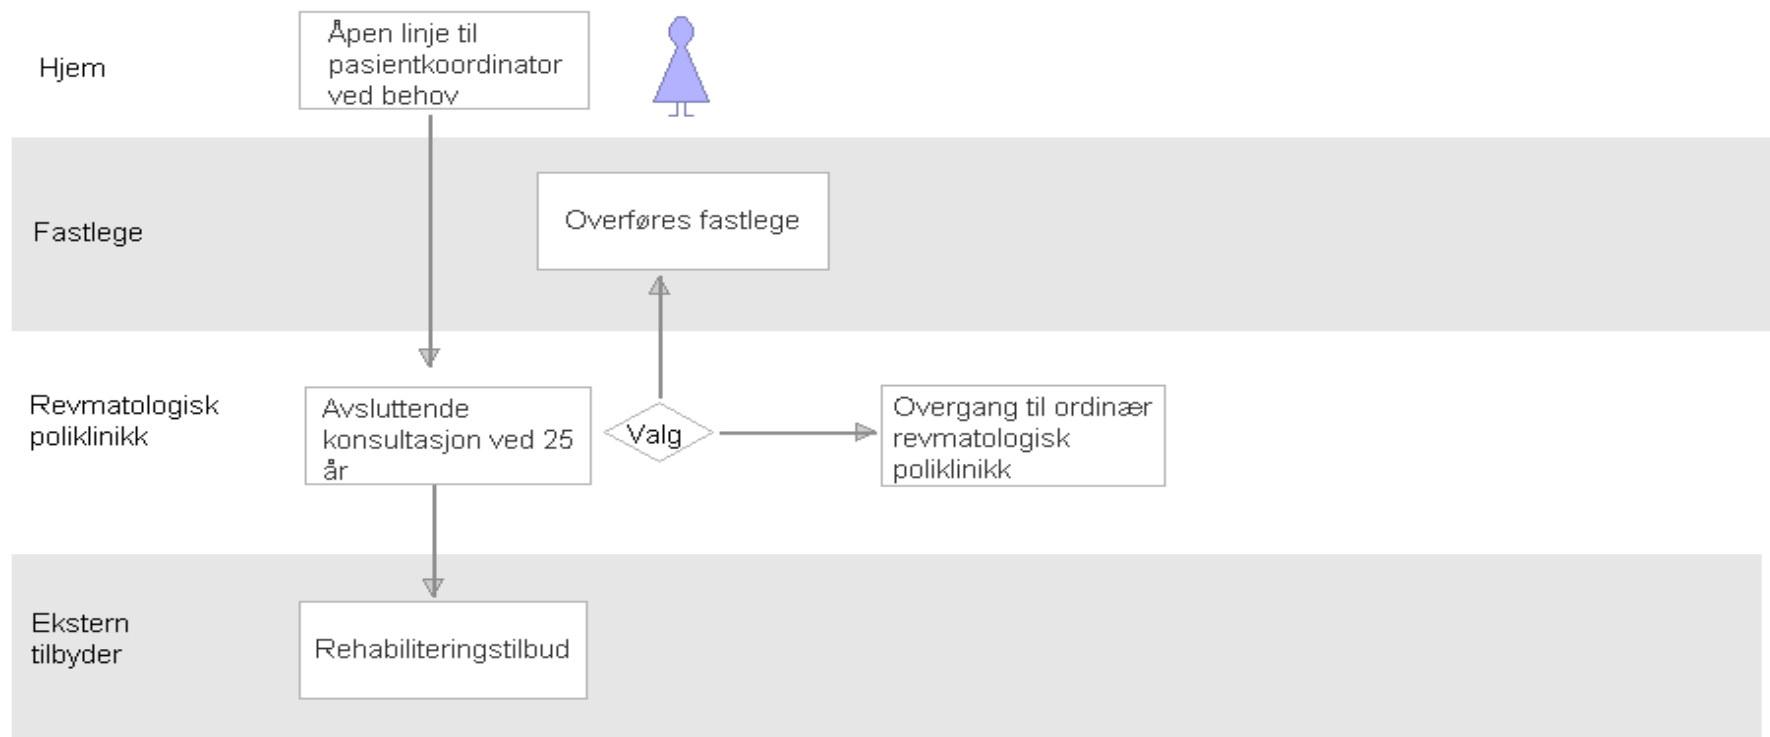 Hjem
Åpen linje til
pasientkoordinator
ved behov
Fastlege
Overføres fastlege
Revmatologisk
poliklinikk
Avsluttende
konsultasjon ved 25
år
Valg
Overgang til ordinær
revmatologisk
poliklinikk
Ekstern
tilbyder
Rehabiliteringstilbud